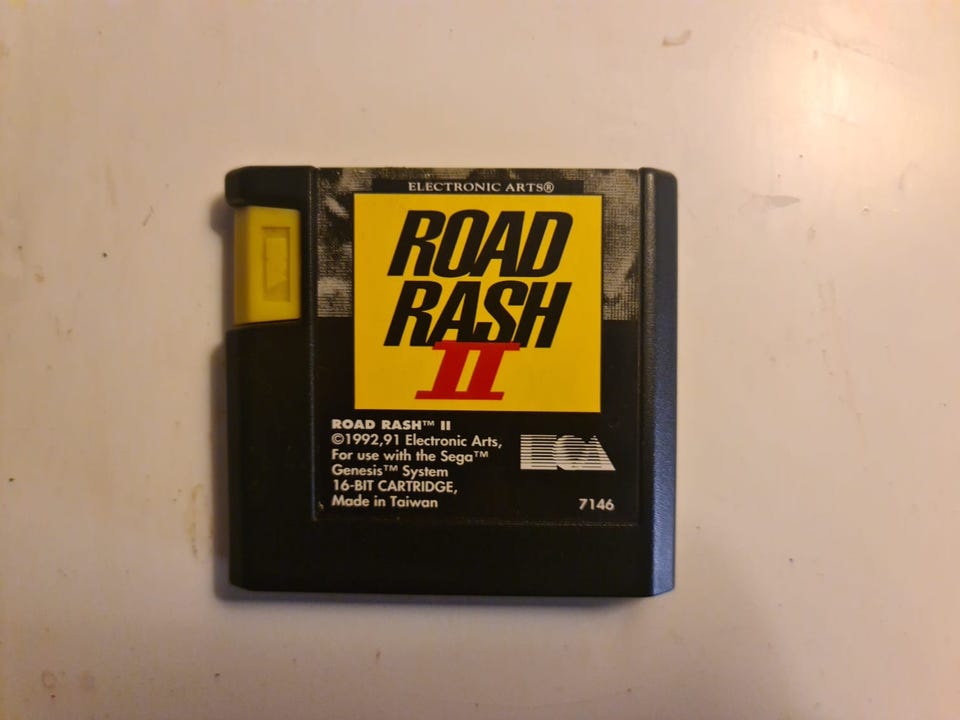 ELECTRONIC ARTS®
ROAD
RASH
II
ROAD RASH™ II
©1992,91 Electronic Arts,
For use with the Sega™
Genesis™ System
16-BIT CARTRIDGE,
Made in Taiwan
EA
7146